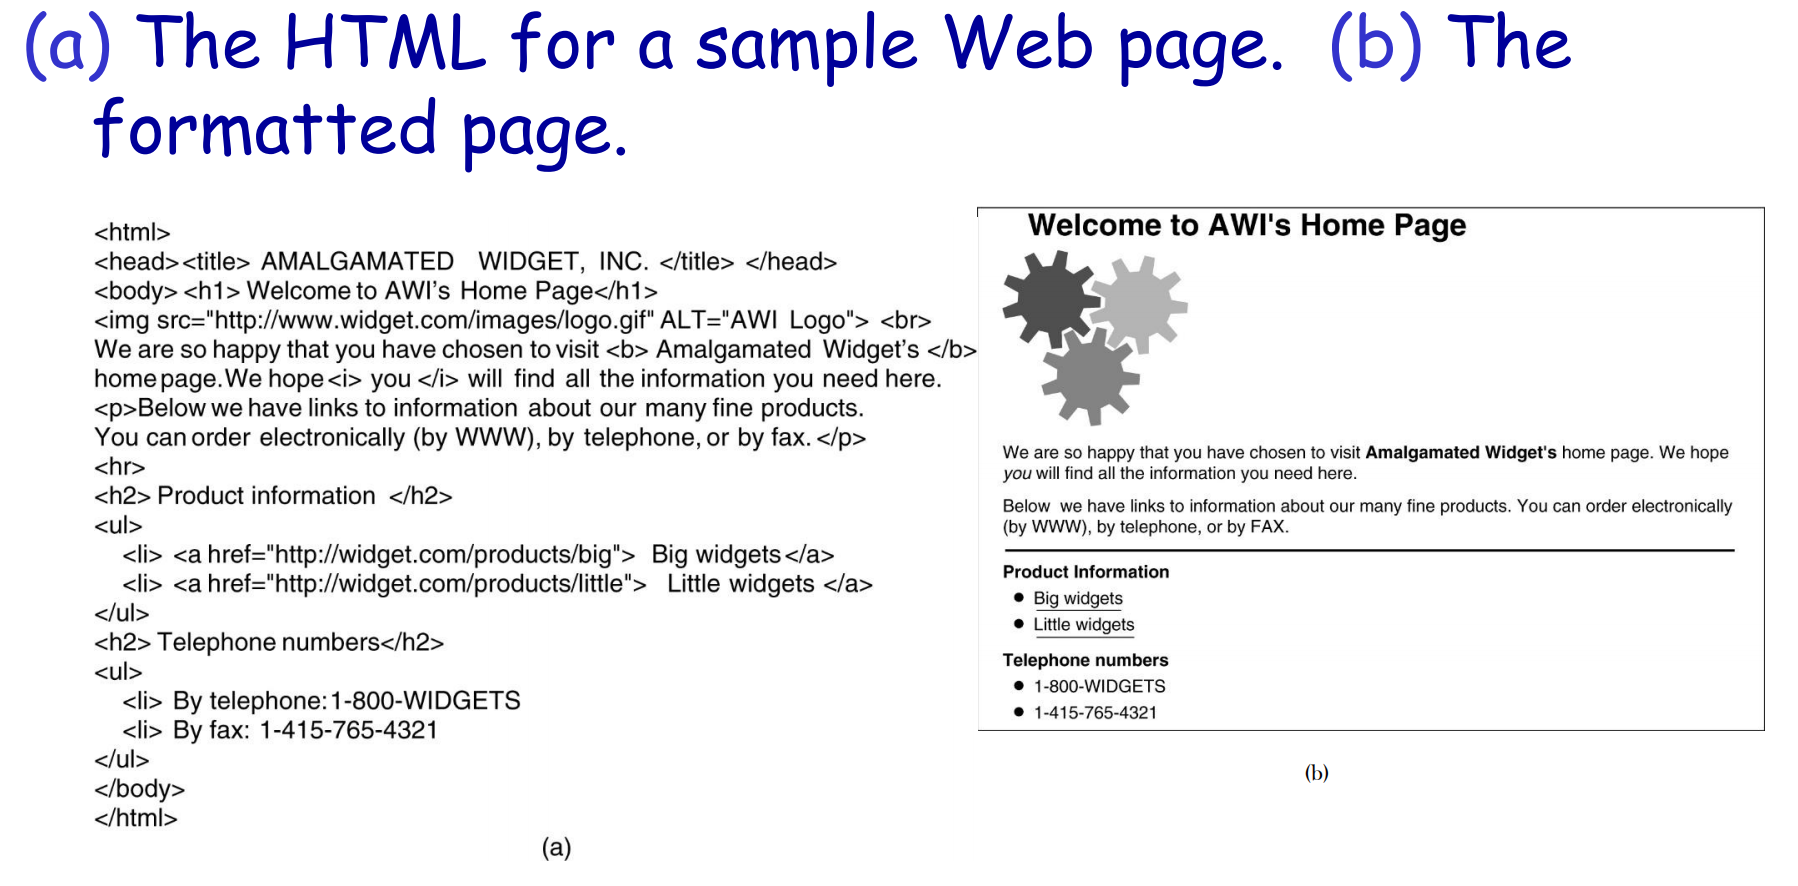 (a) The HTML for a sample Web page. (b) The
formatted page.
<html>
<head><title> AMALGAMATED WIDGET, INC. </title> </head>
<body> <h1> Welcome to AWI's Home Page</h1>
<img src="http://www.widget.com/images/logo.gif" ALT="AWI Logo"> <br>
We are so happy that you have chosen to visit <b> Amalgamated Widget's </b>
home page. We hope <i> you </i> will find all the information you need here.
<p>Below we have links to information about our many fine products.
You can order electronically (by WWW), by telephone, or by fax. </p>
<hr>
<h2> Product information </h2>
<ul>
<li> <a href="http://widget.com/products/big"> Big widgets</a>
<li> <a href="http://widget.com/products/little"> Little widgets </a>
</ul>
<h2> Telephone numbers</h2>
<ul>
<li> By telephone: 1-800-WIDGETS
<li> By fax: 1-415-765-4321
</ul>
</body>
</html>
(a)
Welcome to AWI's Home Page
We are so happy that you have chosen to visit Amalgamated Widget's home page. We hope
you will find all the information you need here.
Below we have links to information about our many fine products. You can order electronically
(by WWW), by telephone, or by FAX.
Product Information
● Big widgets
● Little widgets
Telephone numbers
● 1-800-WIDGETS
● 1-415-765-4321
(b)